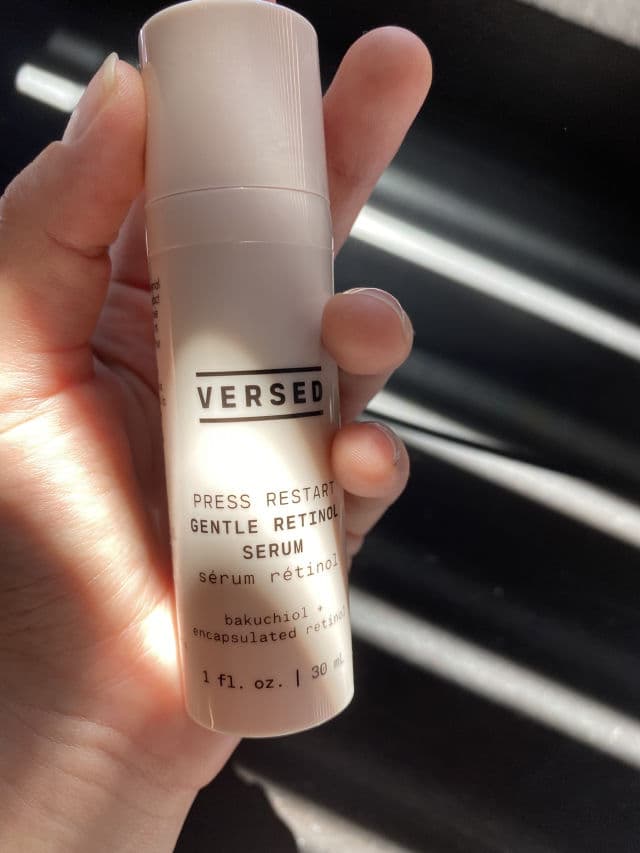 VERSED
PRESS RESTART
GENTLE RETINOL
SERUM
sérum rétinol
bakuchiol +
encapsulated retinol
1 fl. oz. | 30 mL